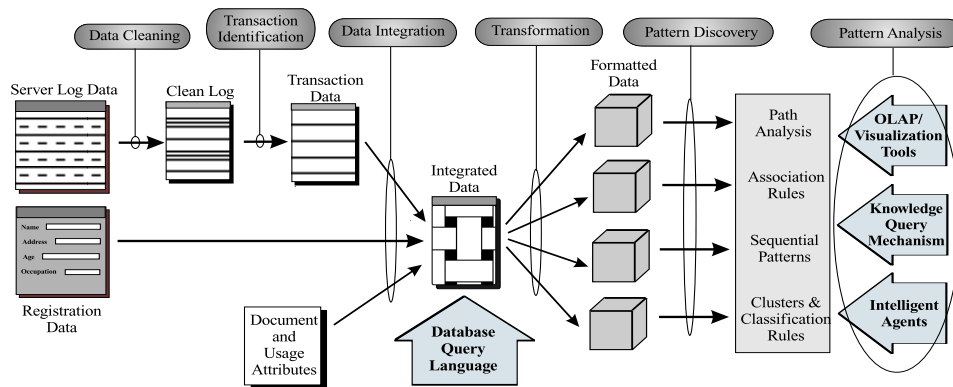 Data Cleaning
Transaction
Identification
Data Integration
Transformation
Pattern Discovery
Pattern Analysis
Server Log Data
Clean Log
Transaction
Data
Formatted
Data
Path
Analysis
OLAP/
Visualization
Tools
Integrated
Data
Association
Rules
Name
Address
Age
Occupation
Knowledge
Query
Mechanism
Sequential
Patterns
Registration
Data
Document
and
Usage
Attributes
Database
Query
Language
Clusters &
Classification
Rules
Intelligent
Agents